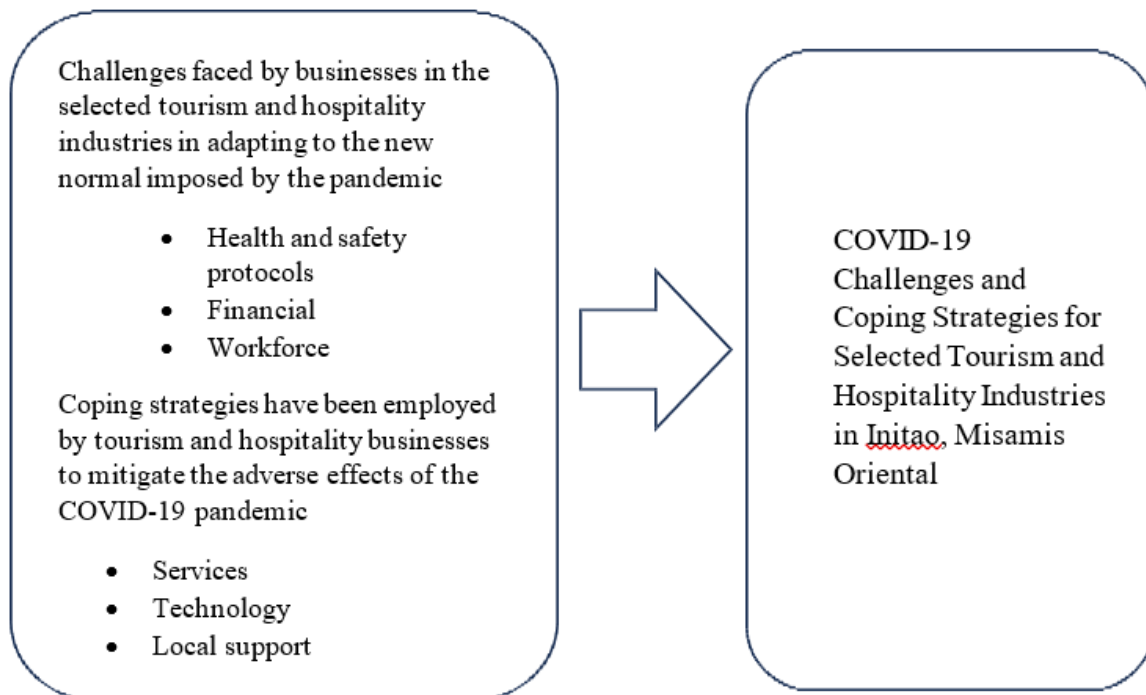 Challenges faced by businesses in the
selected tourism and hospitality
industries in adapting to the new
normal imposed by the pandemic
• Health and safety
protocols
• Financial
• Workforce
Coping strategies have been employed
by tourism and hospitality businesses
to mitigate the adverse effects of the
COVID-19 pandemic
• Services
• Technology
• Local support
COVID-19
Challenges and
Coping Strategies for
Selected Tourism and
Hospitality Industries
in Initao, Misamis
Oriental